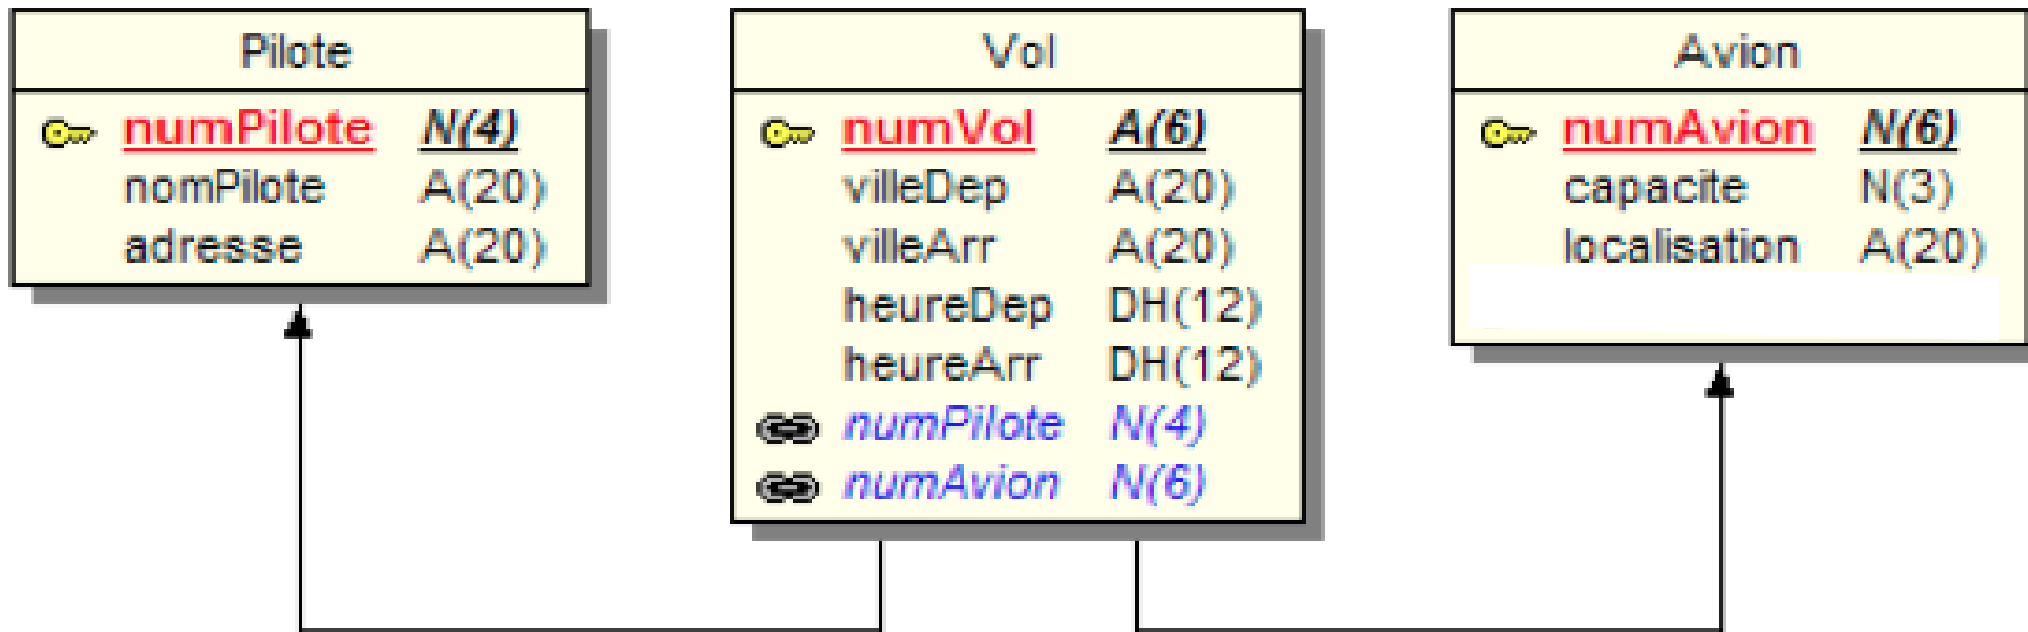 Pilote
numPilote N(4)
nomPilote A(20)
adresse A(20)
Vol
numVol A(6)
villeDep A(20)
villeArr A(20)
heureDep DH(12)
heureArr DH(12)
numPilote N(4)
numAvion N(6)
Avion
numAvion N(6)
capacite N(3)
localisation A(20)